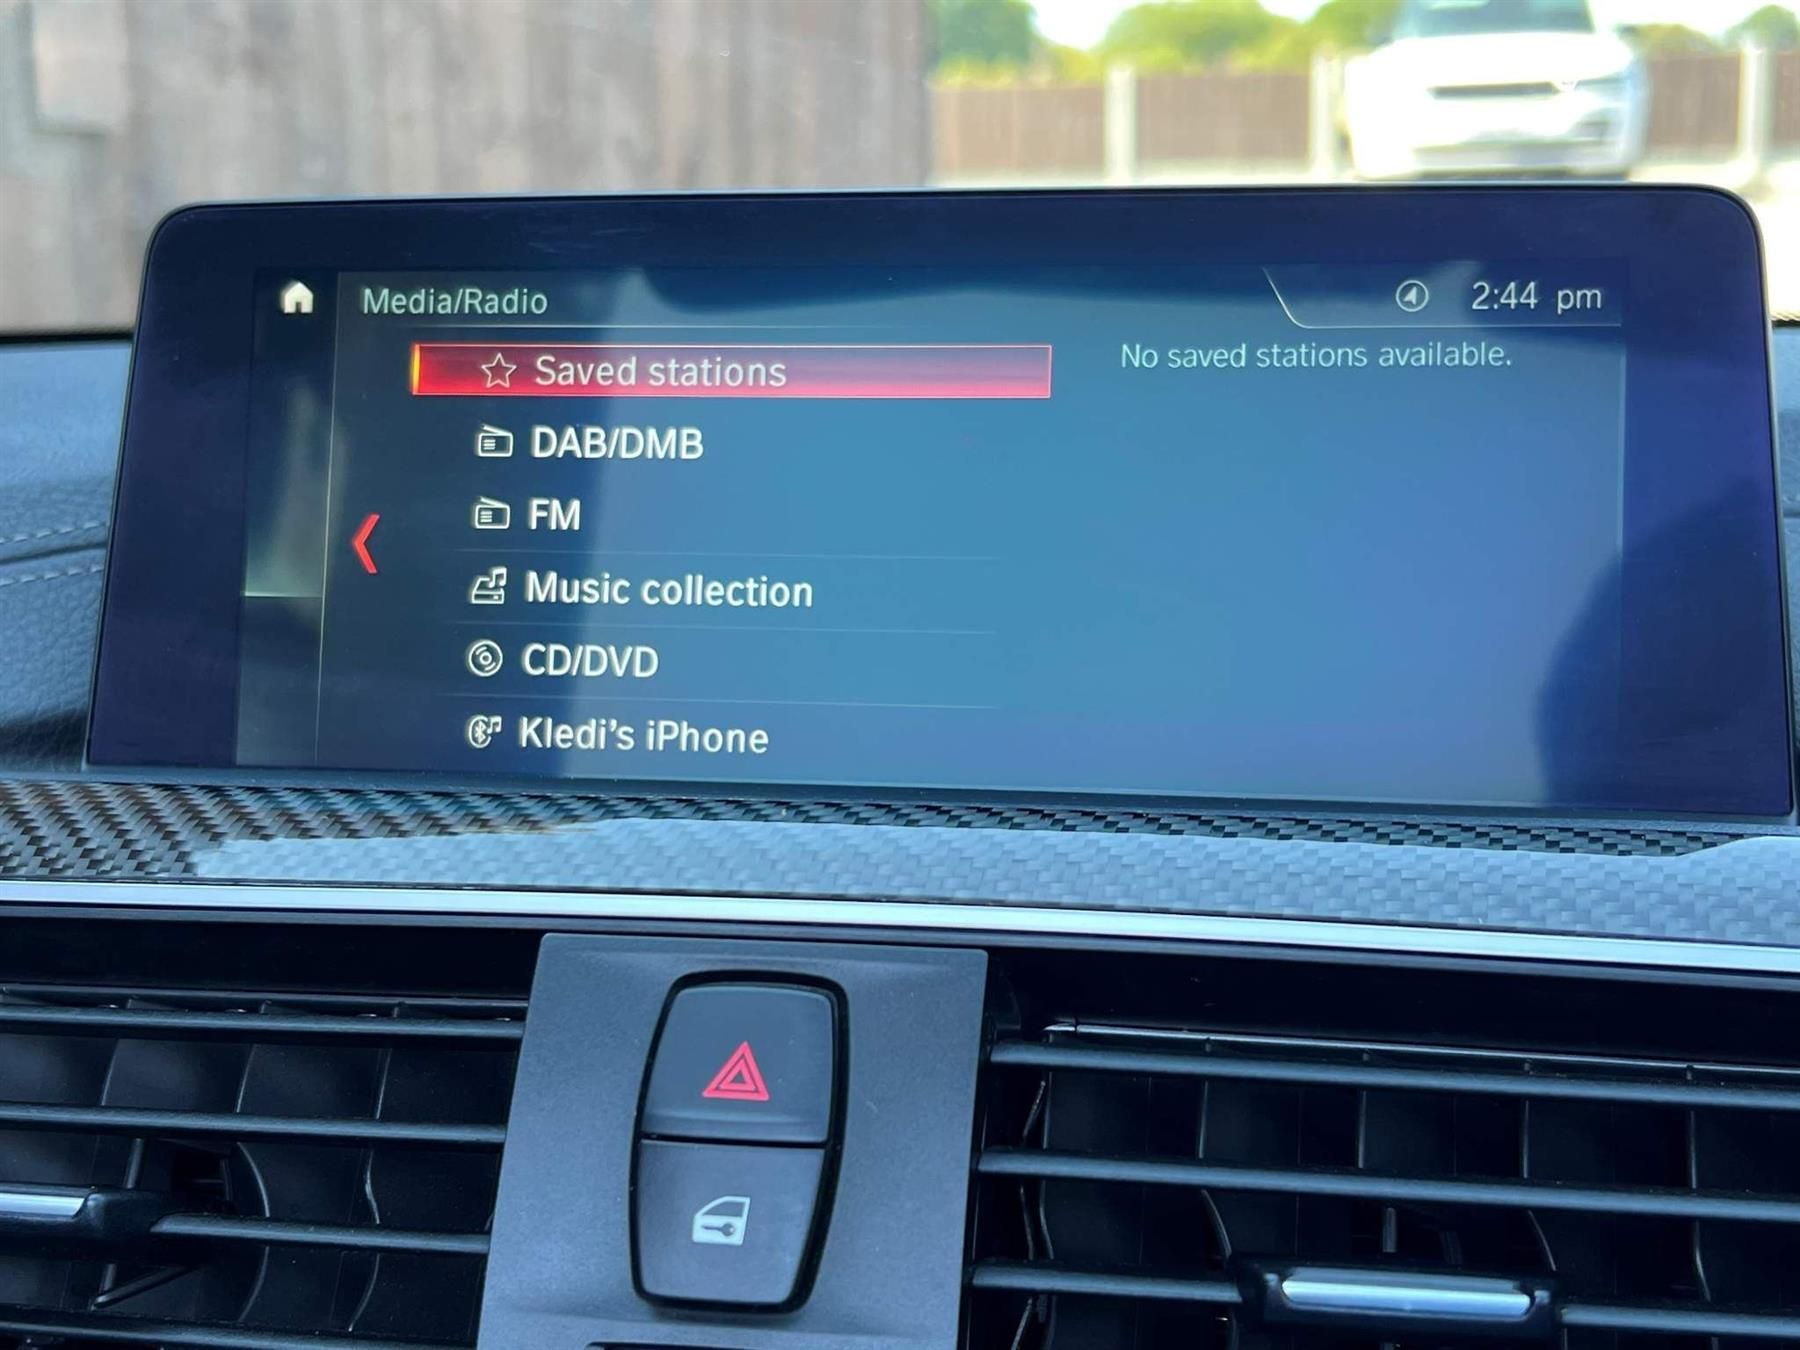 Media/Radio
2:44 pm
Saved stations
No saved stations available.
DAB/DMB
FM
Music collection
CD/DVD
Kledi's iPhone